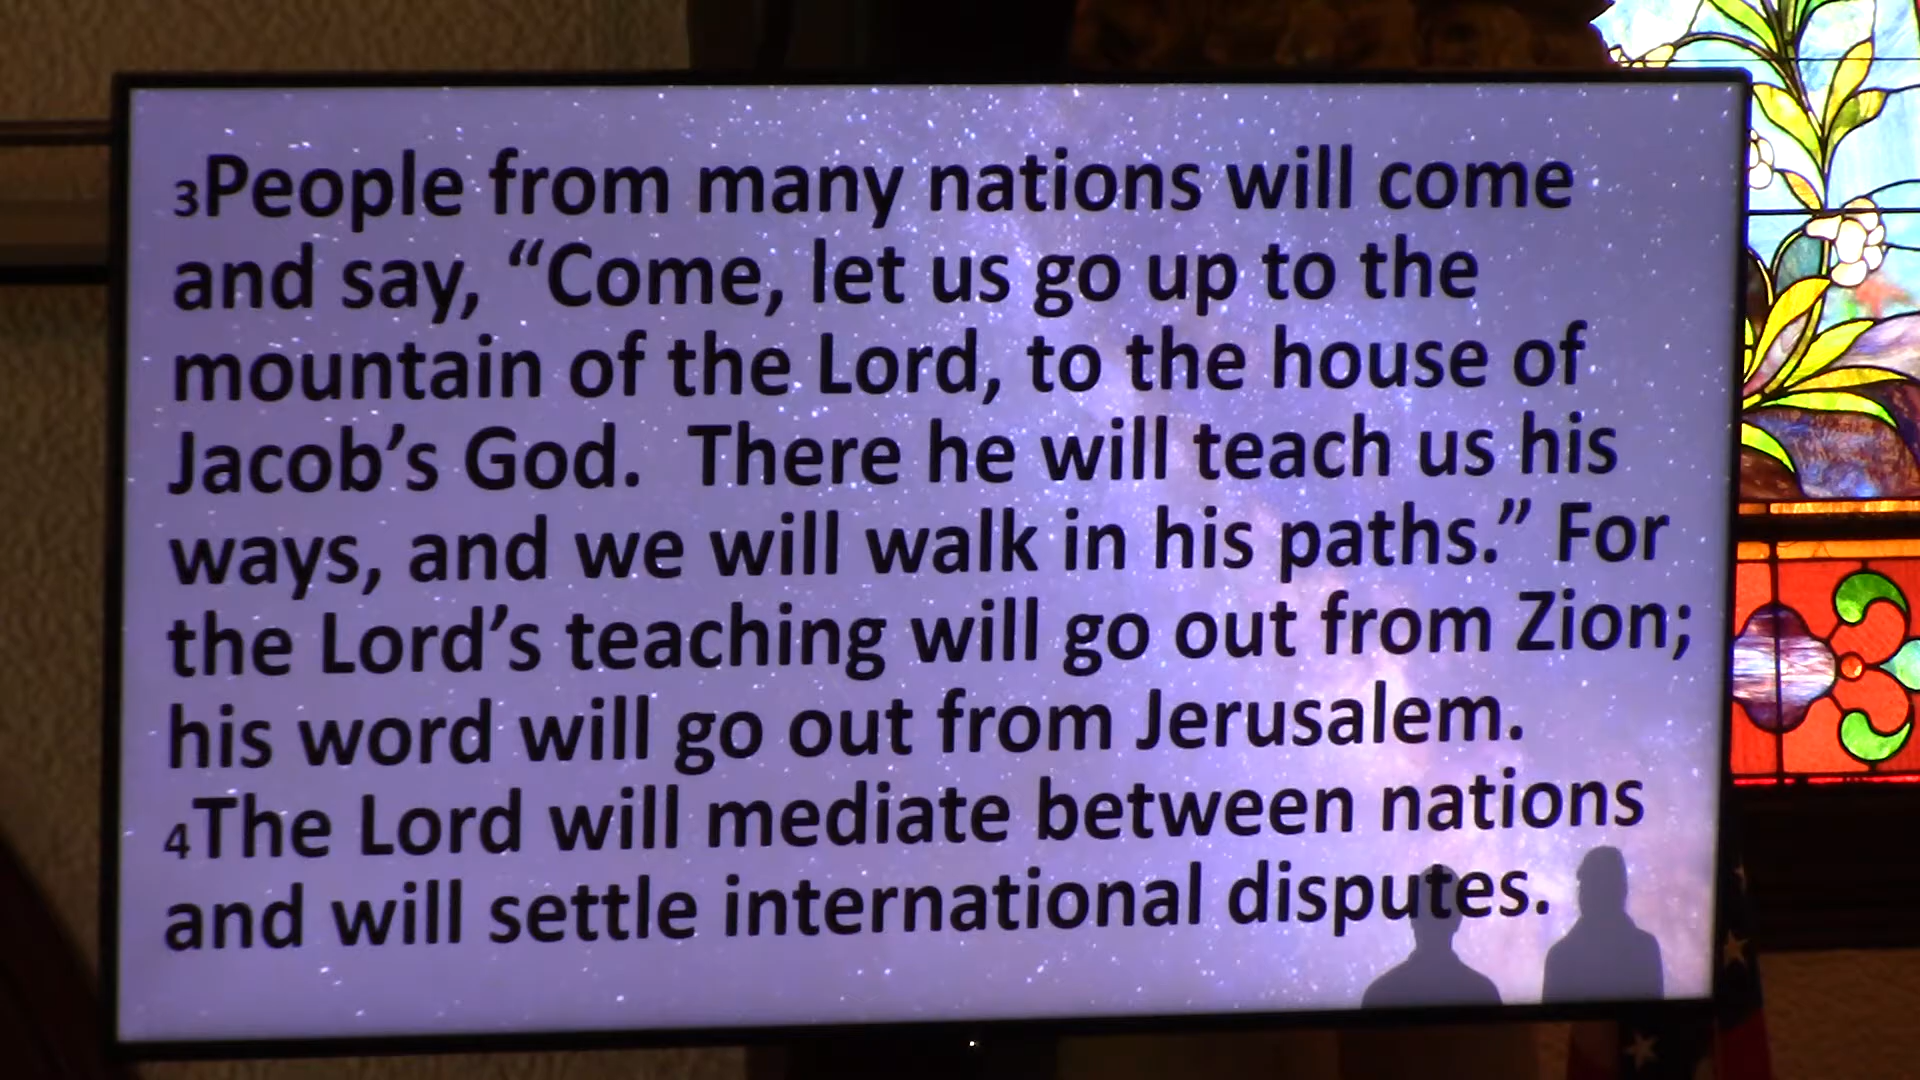 3People from many nations will come
and say, “Come, let us go up to the
mountain of the Lord, to the house of
Jacob’s God.  There he will teach us his
ways, and we will walk in his paths.” For
the Lord’s teaching will go out from Zion;
his word will go out from Jerusalem.
4The Lord will mediate between nations
and will settle international disputes.